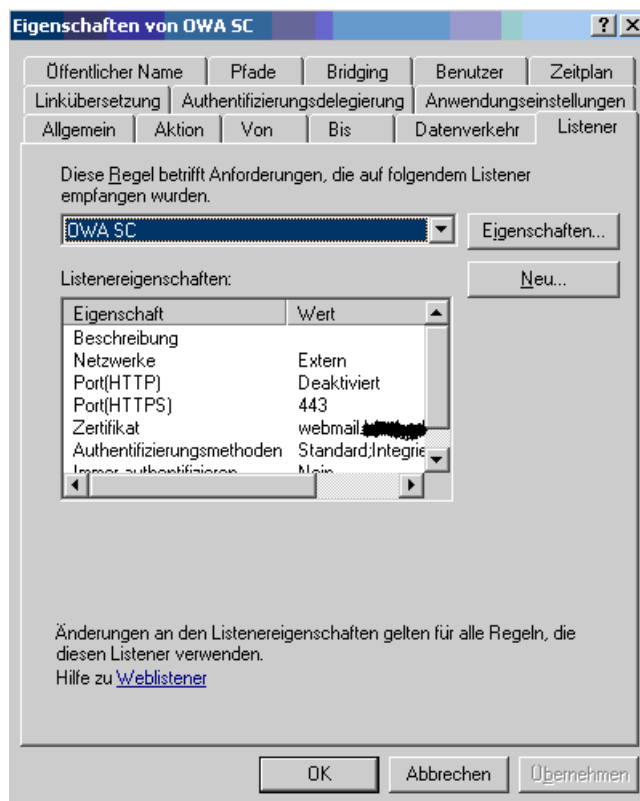 Eigenschaften von OWA SC
Öffentlicher Name Pfade Bridging Benutzer Zeitplan
Linkübersetzung Authentifizierungsdelegierung Anwendungseinstellungen
Allgemein Aktion Von Bis Datenverkehr Listener
Diese Regel betrifft Anforderungen, die auf folgendem Listener
empfangen wurden.
OWA SC
Eigenschaften...
Listenereigenschaften:
Neu...
Eigenschaft Wert
Beschreibung
Netzwerke Extern
Port(HTTP) Deaktiviert
Port(HTTPS) 443
Zertifikat webmail.
Authentifizierungsmethoden Standard;Integrie
Immer authentifizieren Nein
Änderungen an den Listenereigenschaften gelten für alle Regeln, die
diesen Listener verwenden.
Hilfe zu Weblistener
OK Abbrechen Übernehmen